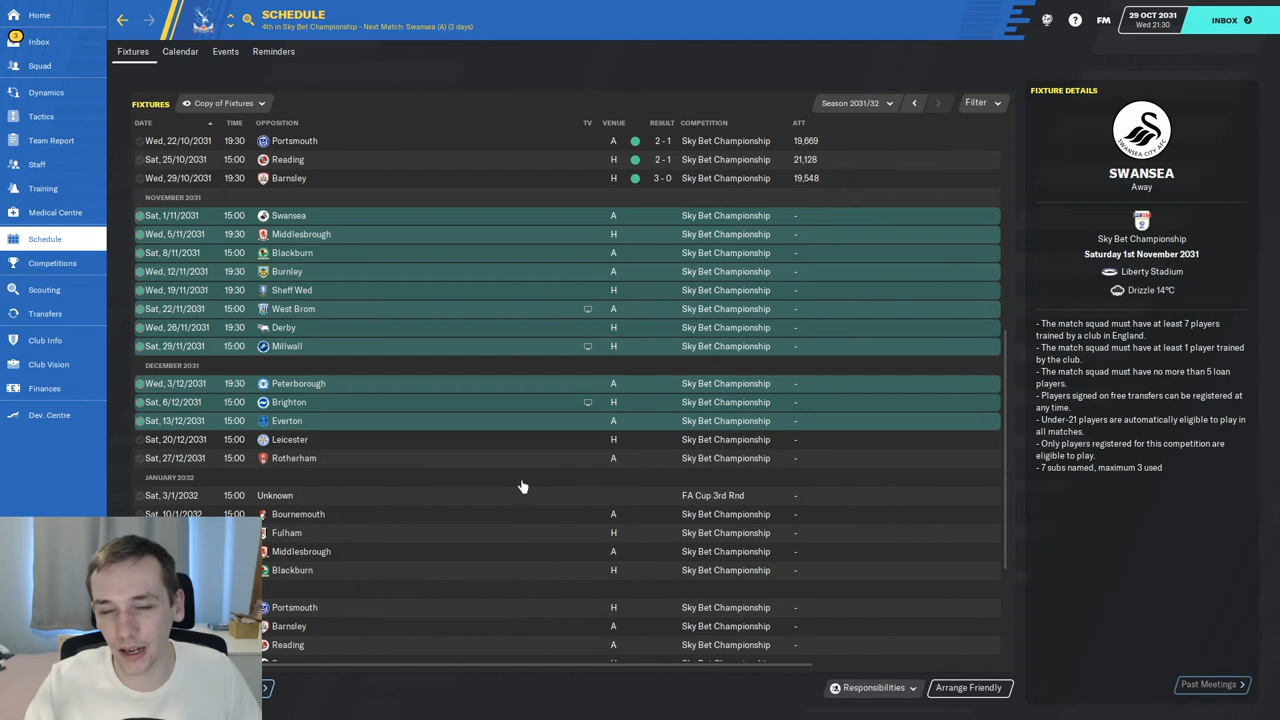 Home
3
Inbox
Squad
Dynamics
Tactics
Team Report
Staff
Training
Medical Centre
Schedule
Competitions
Scouting
Transfers
Club Info
Club Vision
Finances
Dev. Centre
SCHEDULE
4th in Sky Bet Championship - Next Match: Swansea (A) (3 days)
?
FM
29 OCT 2031
Wed 21:30
INBOX
Fixtures Calendar Events Reminders
FIXTURES Copy of Fixtures Season 2031/32 Filter
DATE TIME OPPOSITION TV VENUE RESULT COMPETITION ATT
Wed, 22/10/2031 19:30 Portsmouth A 2 - 1 Sky Bet Championship 19,669
Sat, 25/10/2031 15:00 Reading H 2 - 1 Sky Bet Championship 21,128
Wed, 29/10/2031 19:30 Barnsley H 3 - 0 Sky Bet Championship 19,548
NOVEMBER 2031
Sat, 1/11/2031 15:00 Swansea A Sky Bet Championship -
Wed, 5/11/2031 19:30 Middlesbrough H Sky Bet Championship -
Sat, 8/11/2031 15:00 Blackburn A Sky Bet Championship -
Wed, 12/11/2031 19:30 Burnley A Sky Bet Championship -
Wed, 19/11/2031 19:30 Sheff Wed H Sky Bet Championship -
Sat, 22/11/2031 15:00 West Brom A Sky Bet Championship -
Wed, 26/11/2031 19:30 Derby H Sky Bet Championship -
Sat, 29/11/2031 15:00 Millwall H Sky Bet Championship -
DECEMBER 2031
Wed, 3/12/2031 19:30 Peterborough A Sky Bet Championship -
Sat, 6/12/2031 15:00 Brighton H Sky Bet Championship -
Sat, 13/12/2031 15:00 Everton A Sky Bet Championship -
Sat, 20/12/2031 15:00 Leicester H Sky Bet Championship -
Sat, 27/12/2031 15:00 Rotherham A Sky Bet Championship -
JANUARY 2032
Sat, 3/1/2032 15:00 Unknown FA Cup 3rd Rnd -
Sat, 10/1/2032 15:00 Bournemouth A Sky Bet Championship -
Fulham H Sky Bet Championship -
Middlesbrough A Sky Bet Championship -
Blackburn H Sky Bet Championship -
Portsmouth H Sky Bet Championship -
Barnsley A Sky Bet Championship -
Reading A Sky Bet Championship -
Responsibilities Arrange Friendly
FIXTURE DETAILS
SWANSEA CITY AFC
SWANSEA
Away
Sky Bet Championship
Saturday 1st November 2031
Liberty Stadium
Drizzle 14°C
- The match squad must have at least 7 players
trained by a club in England.
- The match squad must have at least 1 player trained
by the club.
- The match squad must have no more than 5 loan
players.
- Players signed on free transfers can be registered at
any time.
- Under-21 players are automatically eligible to play in
all matches.
- Only players registered for this competition are
eligible to play.
- 7 subs named, maximum 3 used
Past Meetings